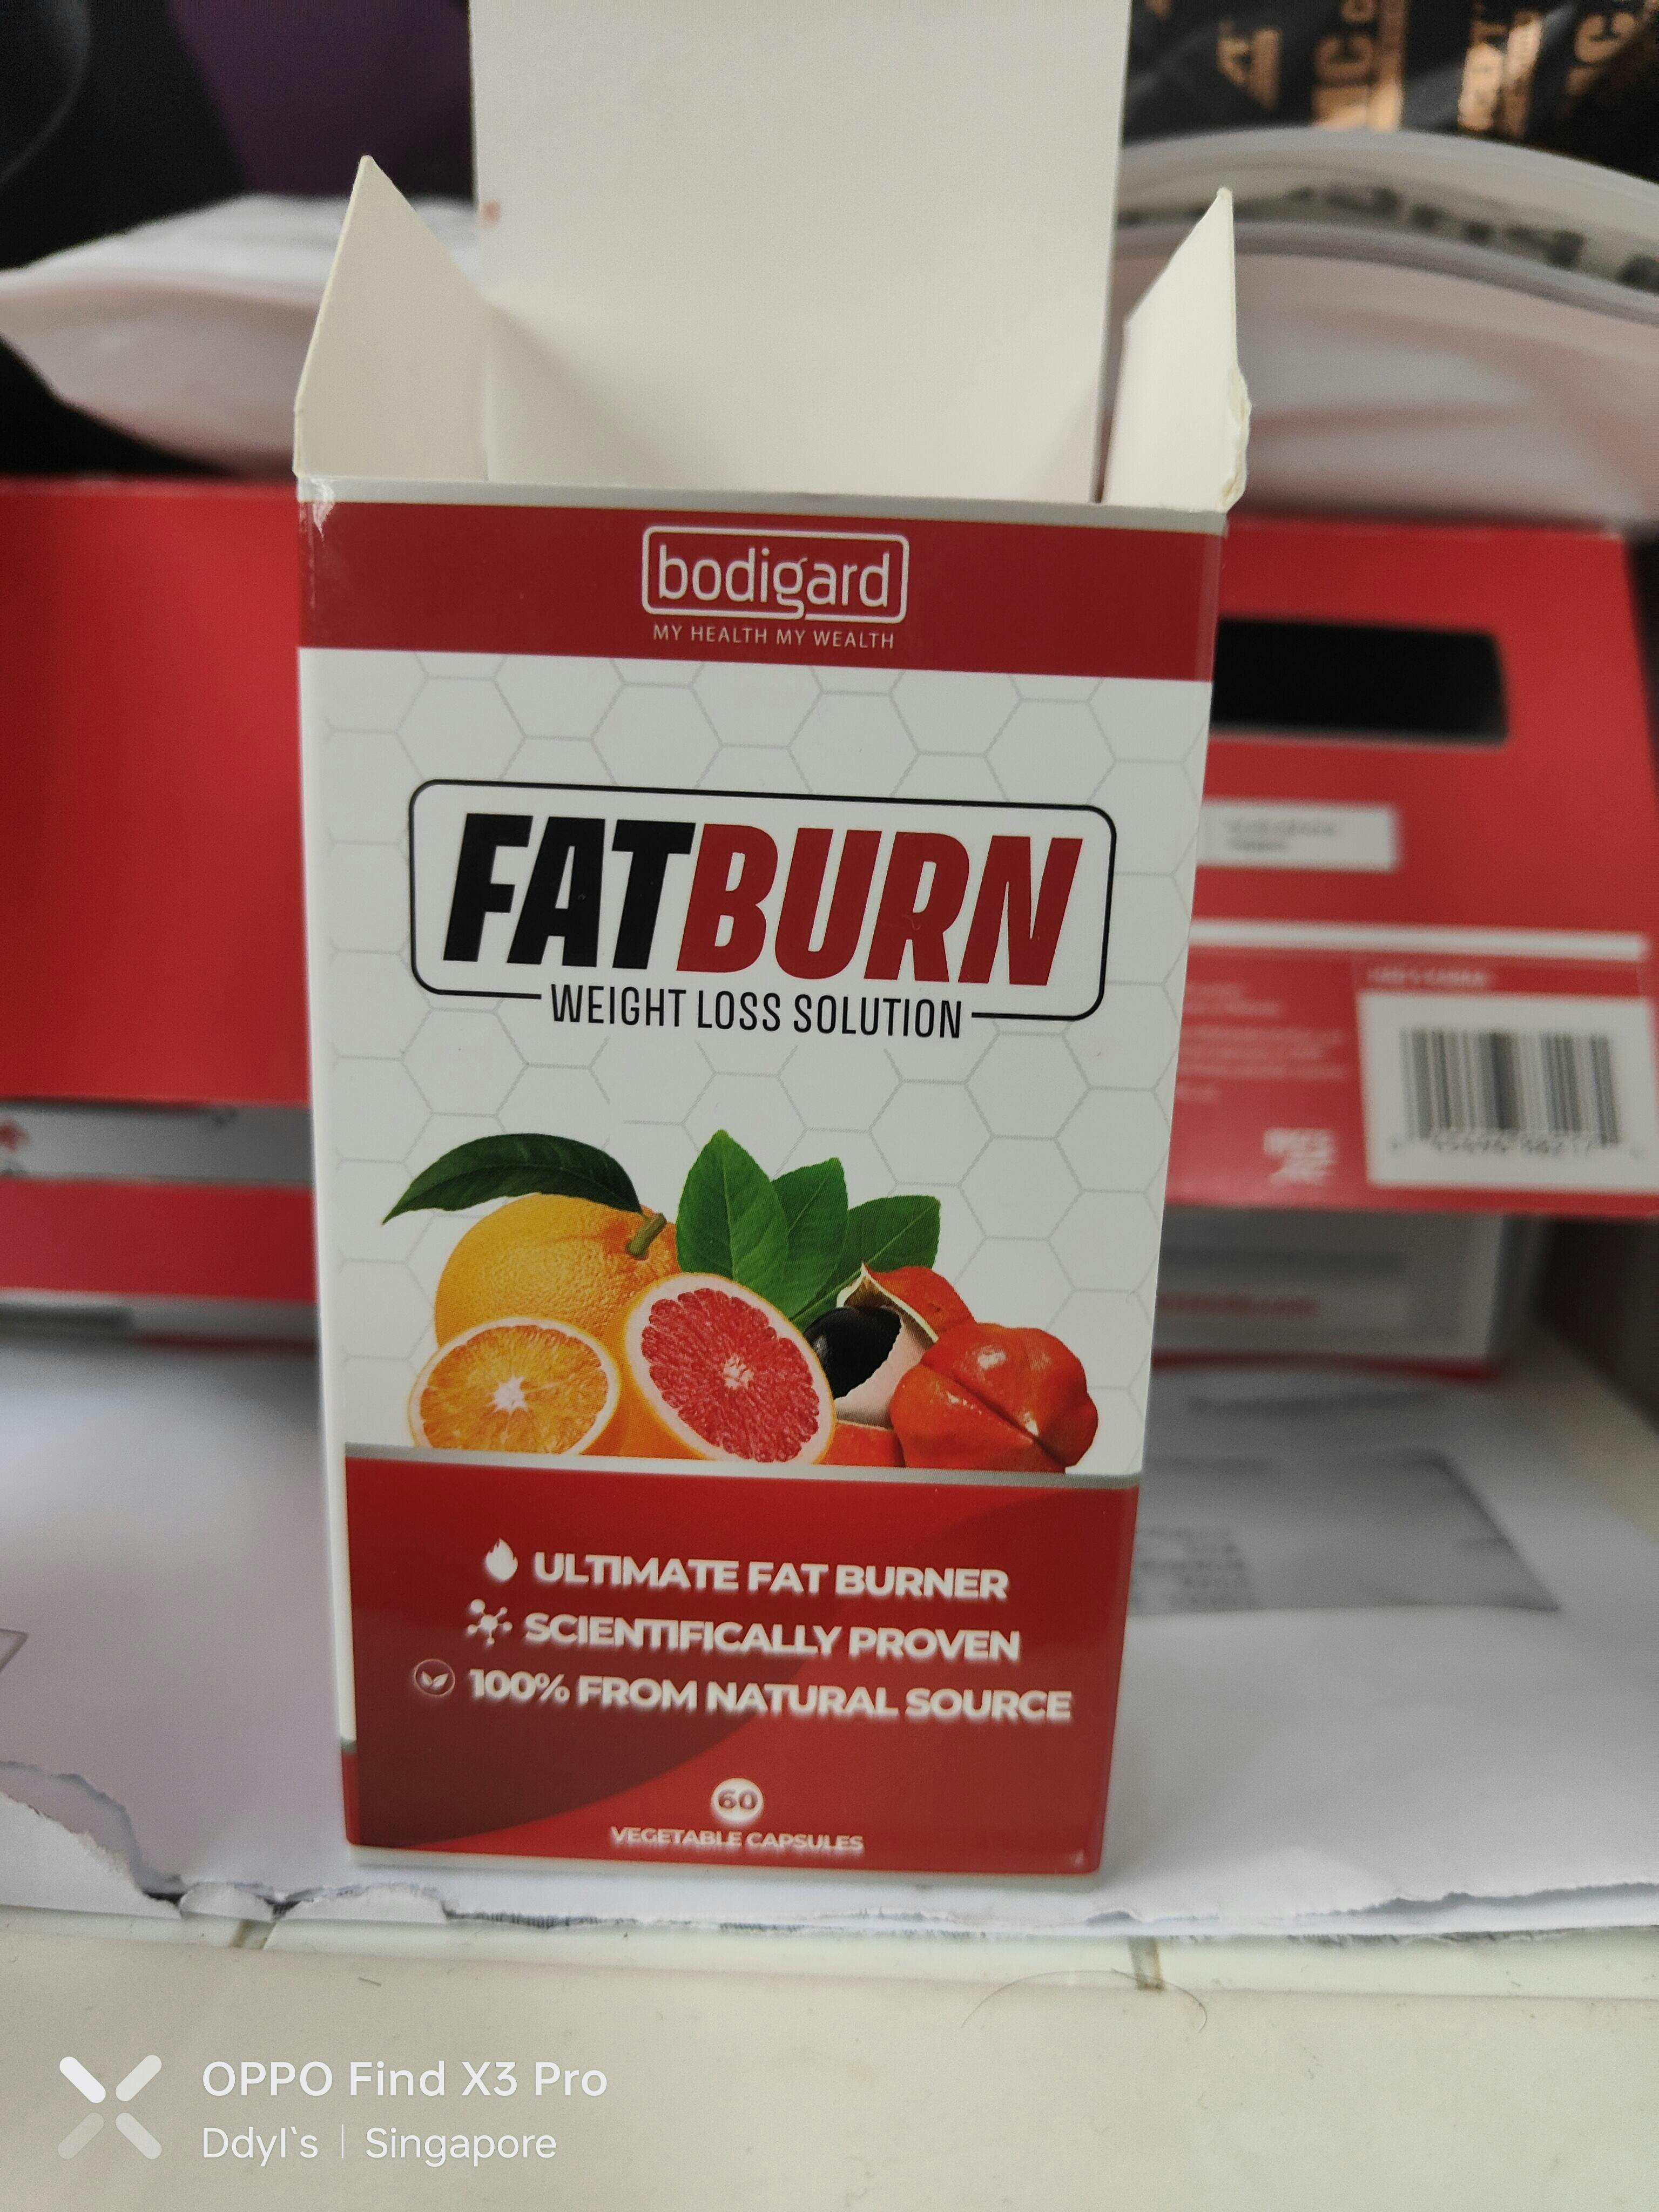 bodigard
MY HEALTH MY WEALTH
FATBURN
WEIGHT LOSS SOLUTION
ULTIMATE FAT BURNER
SCIENTIFICALLY PROVEN
100% FROM NATURAL SOURCE
60
VEGETABLE CAPSULES
OPPO Find X3 Pro
Ddyl`s | Singapore